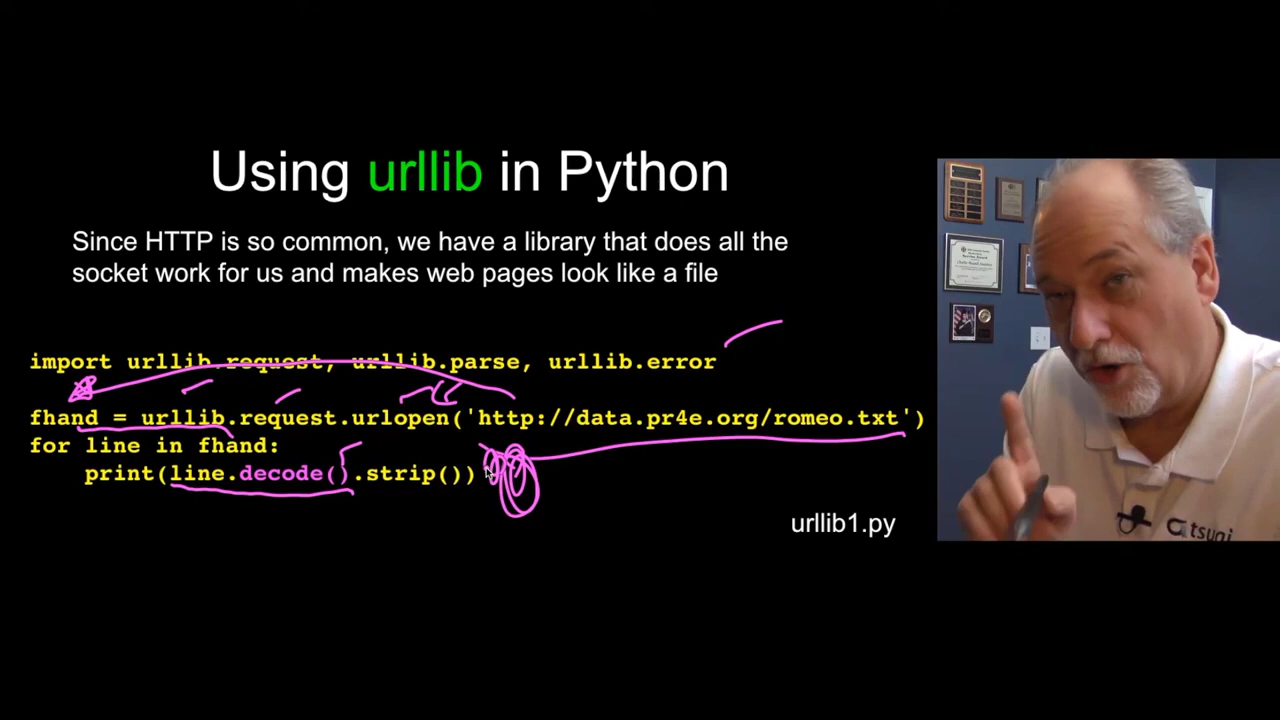 Using urllib in Python
Since HTTP is so common, we have a library that does all the
socket work for us and makes web pages look like a file
import urllib.request, urllib.parse, urllib.error
fhand = urllib.request.urlopen('http://data.pr4e.org/romeo.txt')
for line in fhand:
print(line.decode().strip())
urllib1.py
tsugi